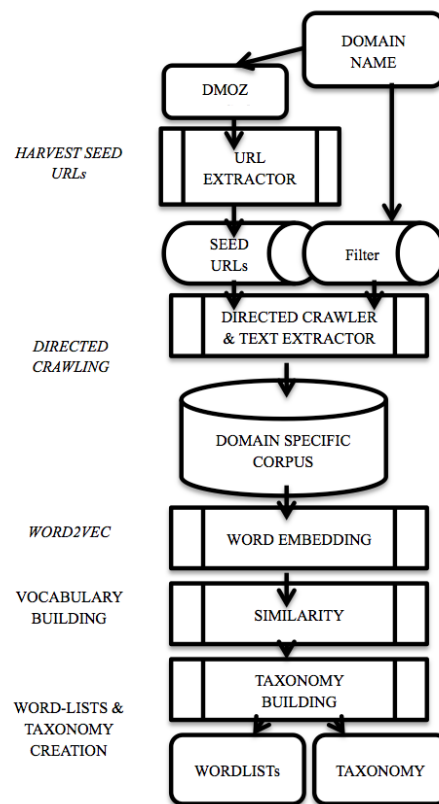 DOMAIN
NAME
DMOZ
HARVEST SEED
URLs
URL
EXTRACTOR
SEED
URLs
Filter
DIRECTED CRAWLER
& TEXT EXTRACTOR
DIRECTED
CRAWLING
DOMAIN SPECIFIC
CORPUS
WORD2VEC
WORD EMBEDDING
VOCABULARY
BUILDING
SIMILARITY
TAXONOMY
BUILDING
WORD-LISTS &
TAXONOMY
CREATION
WORDLISTs
TAXONOMY